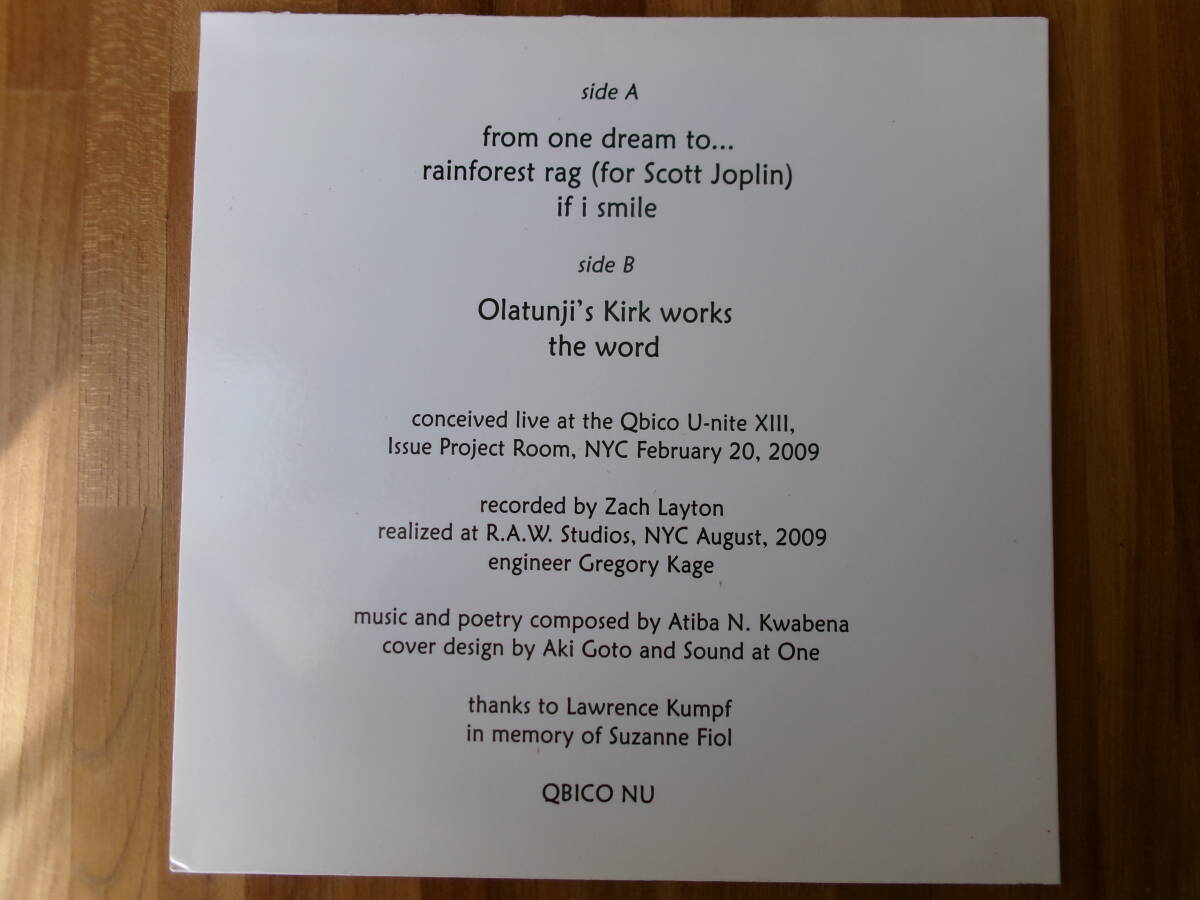 side A
from one dream to...
rainforest rag (for Scott Joplin)
if i smile
side B
Olatunji's Kirk works
the word
conceived live at the Qbico U-nite XIII,
Issue Project Room, NYC February 20, 2009
recorded by Zach Layton
realized at R.A.W. Studios, NYC August, 2009
engineer Gregory Kage
music and poetry composed by Atiba N. Kwabena
cover design by Aki Goto and Sound at One
thanks to Lawrence Kumpf
in memory of Suzanne Fiol
QBICO NU